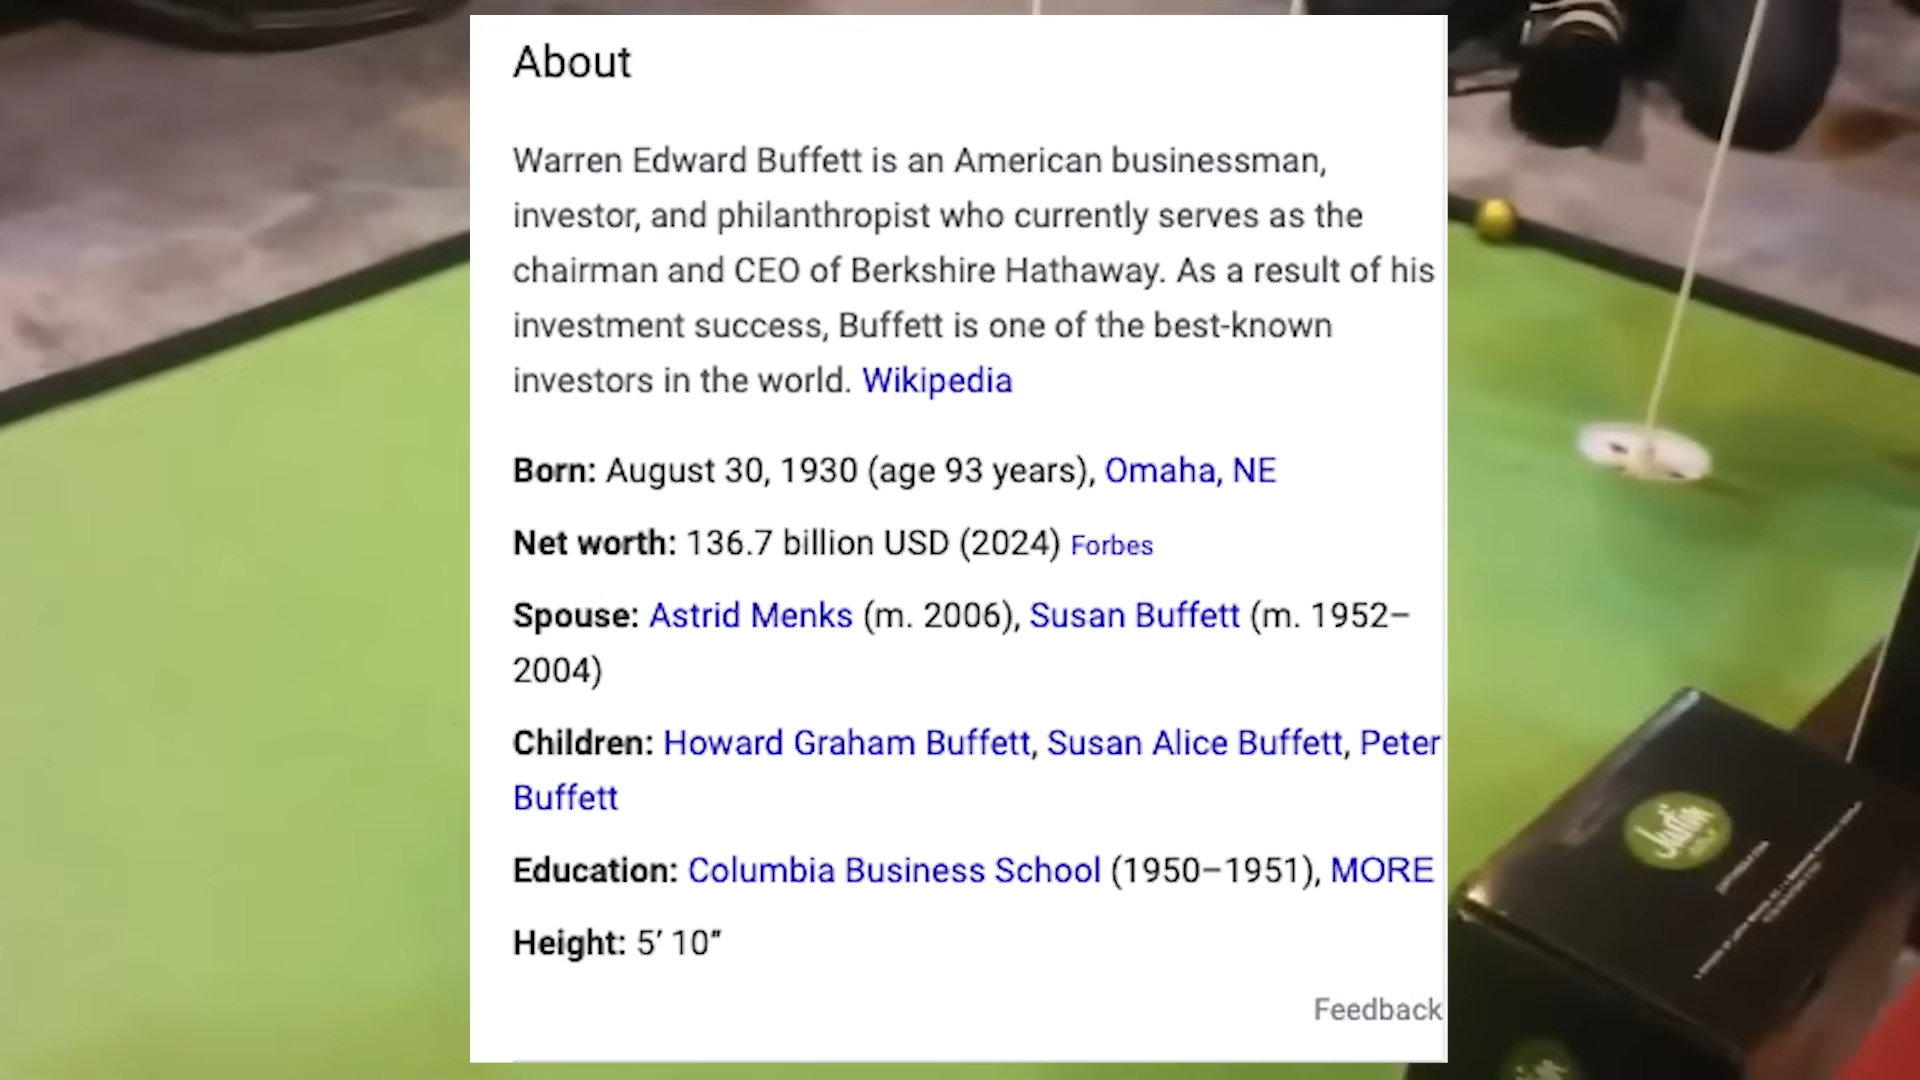 About
Warren Edward Buffett is an American businessman,
investor, and philanthropist who currently serves as the
chairman and CEO of Berkshire Hathaway. As a result of his
investment success, Buffett is one of the best-known
investors in the world. Wikipedia
Born: August 30, 1930 (age 93 years), Omaha, NE
Net worth: 136.7 billion USD (2024) Forbes
Spouse: Astrid Menks (m. 2006), Susan Buffett (m. 1952–
2004)
Children: Howard Graham Buffett, Susan Alice Buffett, Peter
Buffett
Education: Columbia Business School (1950–1951), MORE
Height: 5′ 10″
Feedback
Justin